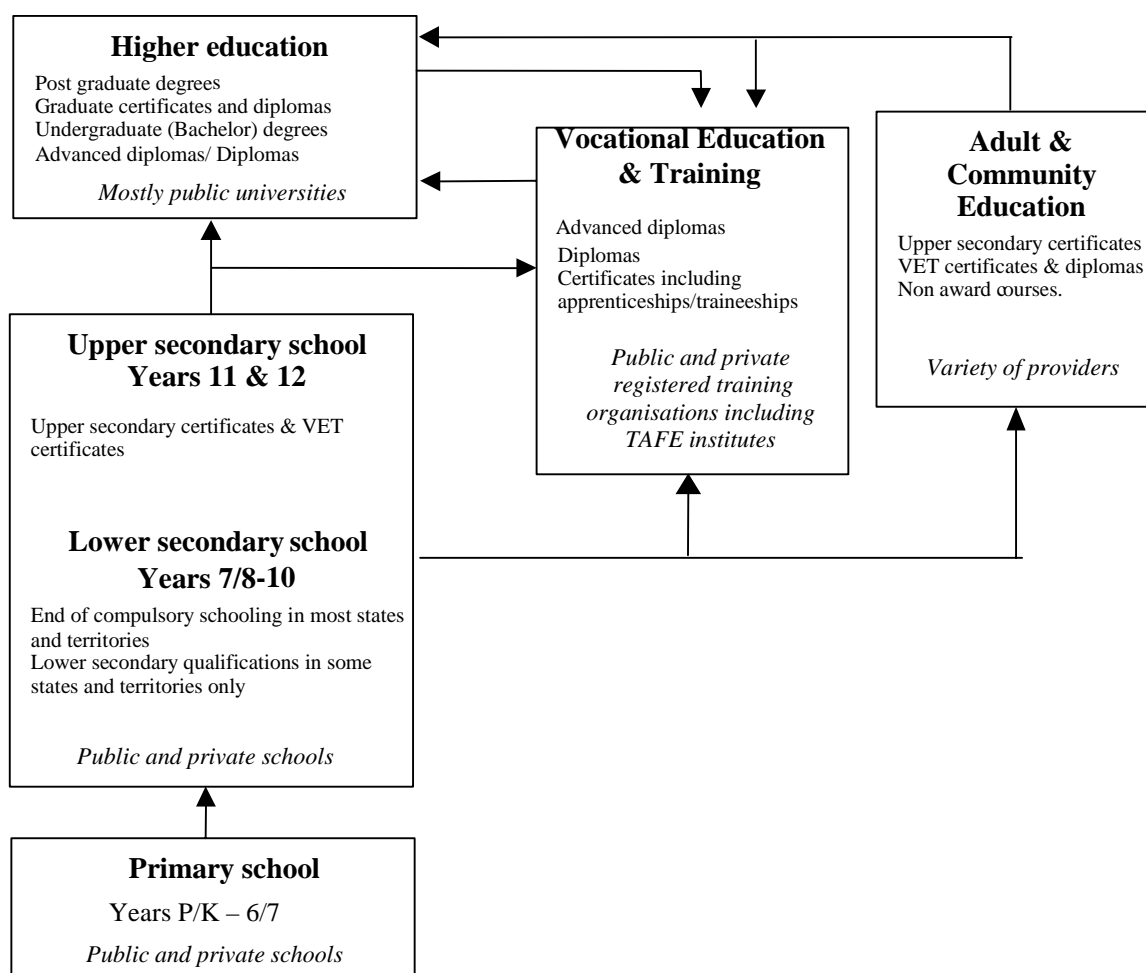 Higher education
Post graduate degrees
Graduate certificates and diplomas
Undergraduate (Bachelor) degrees
Advanced diplomas/ Diplomas
Mostly public universities
Vocational Education
& Training
Advanced diplomas
Diplomas
Certificates including
apprenticeships/traineeships
Public and private
registered training
organisations including
TAFE institutes
Adult &
Community
Education
Upper secondary certificates
VET certificates & diplomas
Non award courses.
Variety of providers
Upper secondary school
Years 11 & 12
Upper secondary certificates & VET
certificates
Lower secondary school
Years 7/8-10
End of compulsory schooling in most states
and territories
Lower secondary qualifications in some
states and territories only
Public and private schools
Primary school
Years P/K – 6/7
Public and private schools